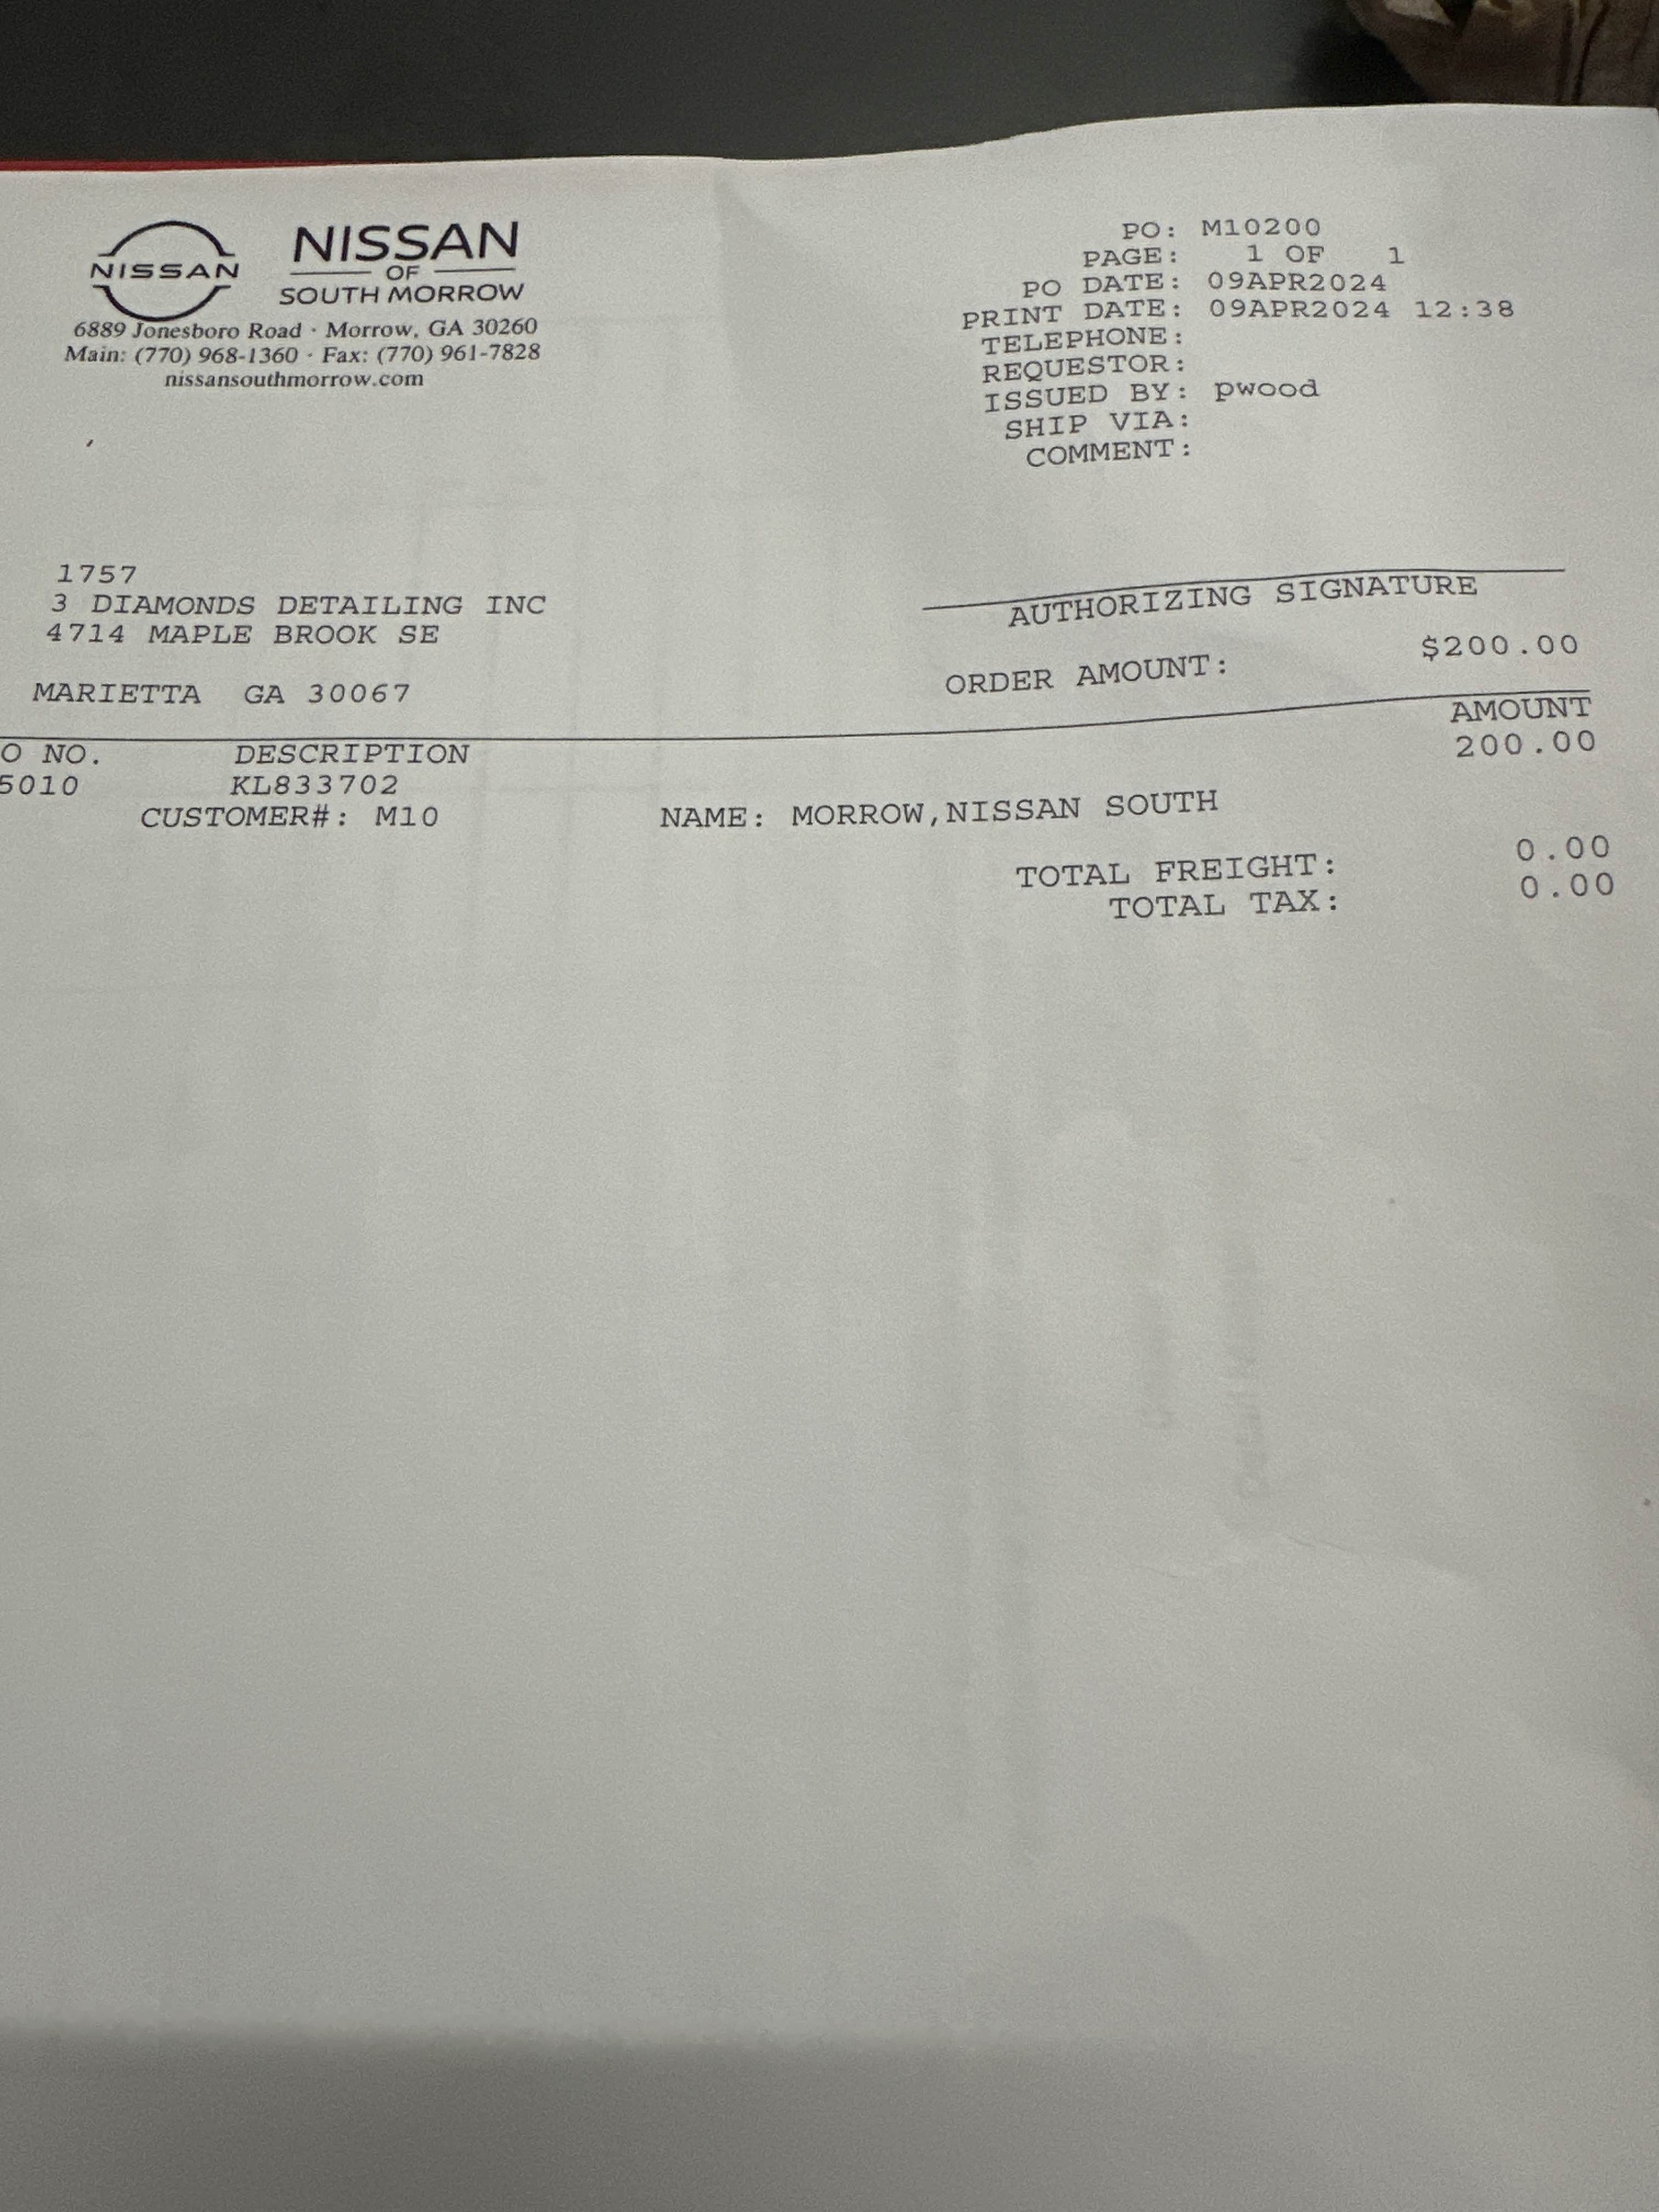 NISSAN
NISSAN
OF
SOUTH MORROW
6889 Jonesboro Road · Morrow, GA 30260
Main: (770) 968-1360 · Fax: (770) 961-7828
nissansouthmorrow.com
PO: M10200
PAGE: 1 OF 1
PO DATE: 09APR2024
PRINT DATE: 09APR2024 12:38
TELEPHONE:
REQUESTOR:
ISSUED BY: pwood
SHIP VIA:
COMMENT:
1757
3 DIAMONDS DETAILING INC
4714 MAPLE BROOK SE
MARIETTA GA 30067
AUTHORIZING SIGNATURE
ORDER AMOUNT: $200.00
O NO. DESCRIPTION AMOUNT
5010 KL833702 200.00
CUSTOMER#: M10 NAME: MORROW,NISSAN SOUTH
TOTAL FREIGHT: 0.00
TOTAL TAX: 0.00